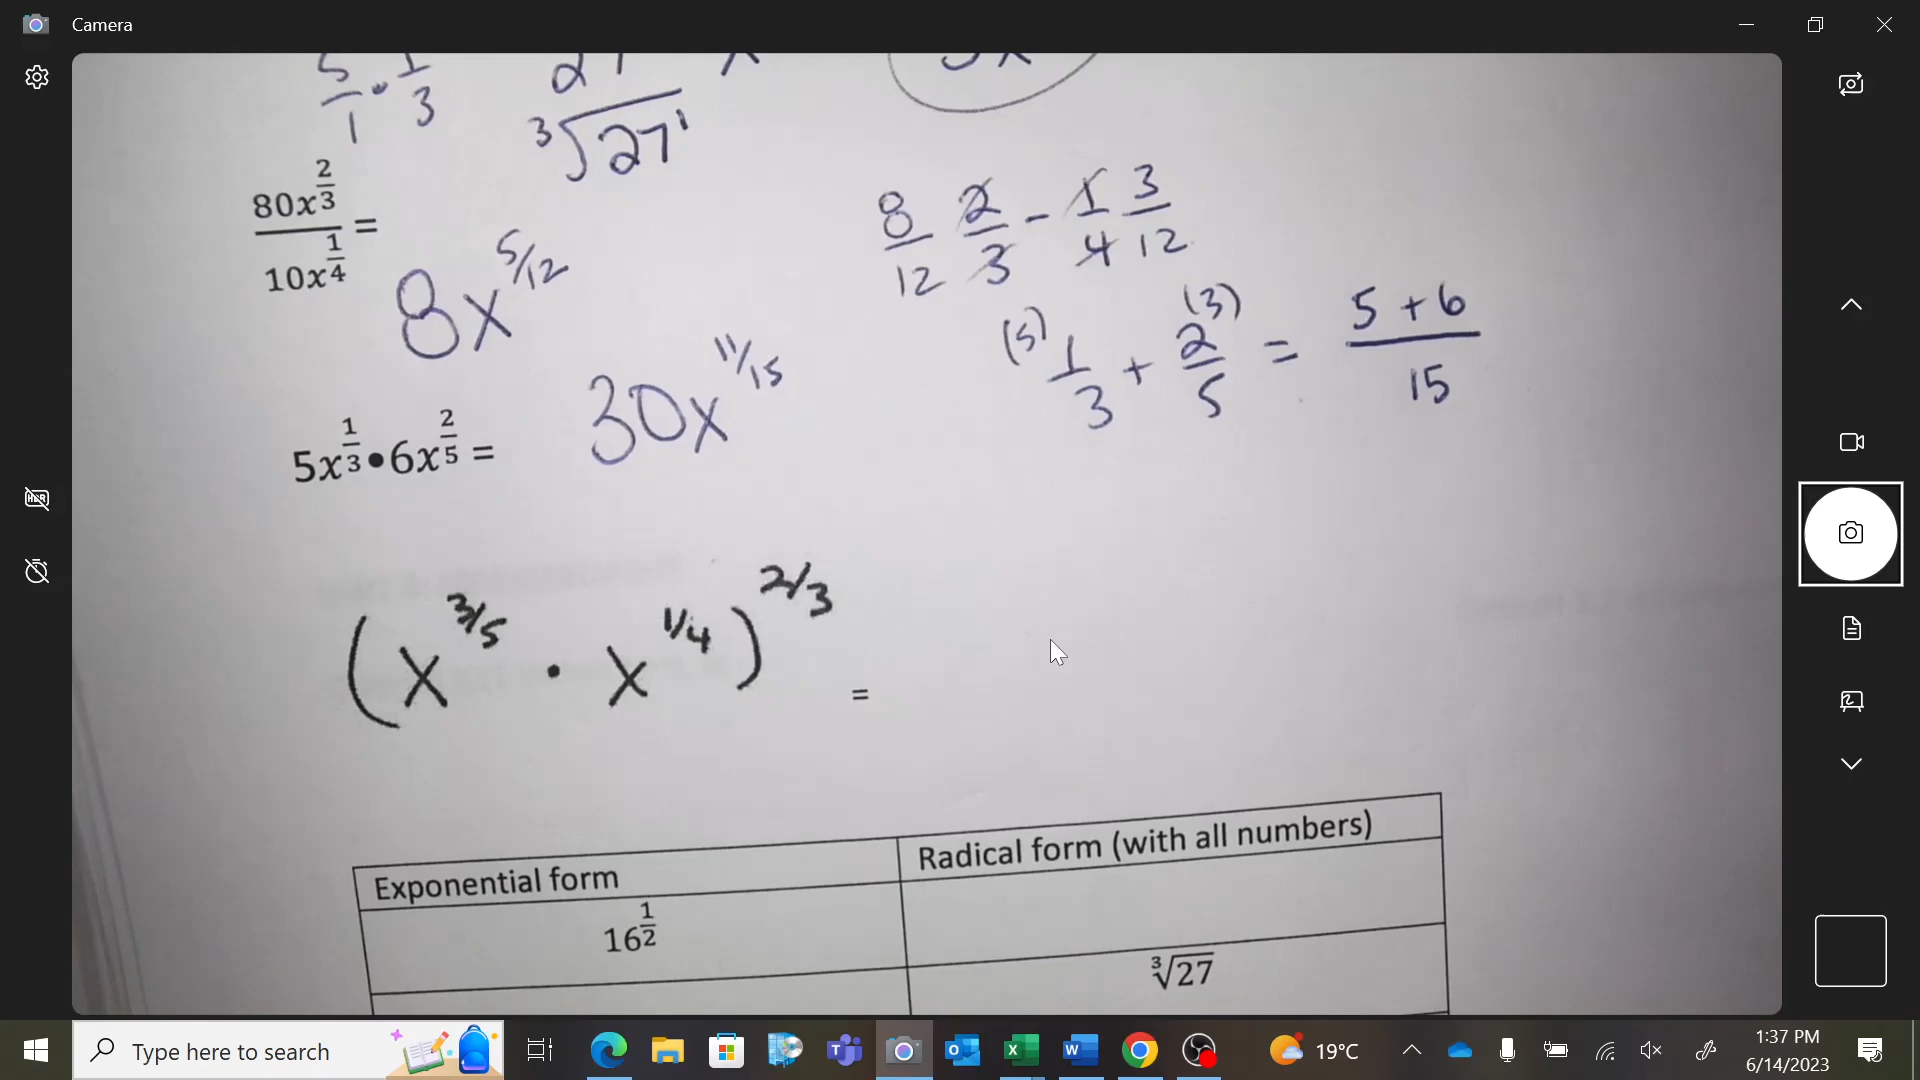 Camera
5/1 • 1/3
∛27¹
80x^(2/3) / 10x^(1/4) =
8x^(5/12)
8/12 2/3 - 1/4 3/12
(5) 1/3 + 2/5 (3) = 5 + 6 / 15
5x^(1/3) • 6x^(2/5) =
30x^(11/15)
(x^(3/5) · x^(1/4))^(2/3) =
Exponential form
Radical form (with all numbers)
16^(1/2)
∛27
Type here to search
19°C
1:37 PM
6/14/2023